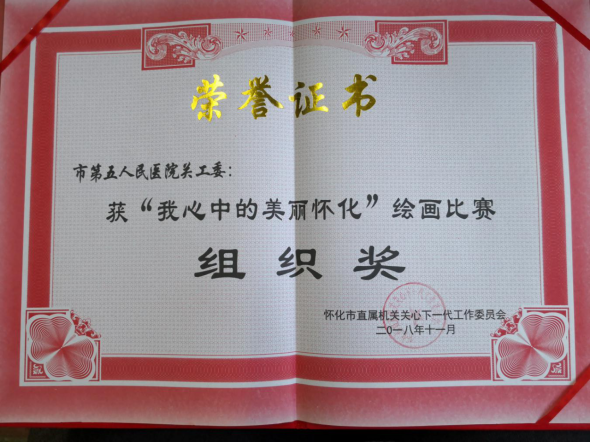 荣誉证书
市第五人民医院关工委：
获“我心中的美丽怀化”绘画比赛
组织奖
怀化市直属机关关心下一代工作委员会
二〇一八年十一月